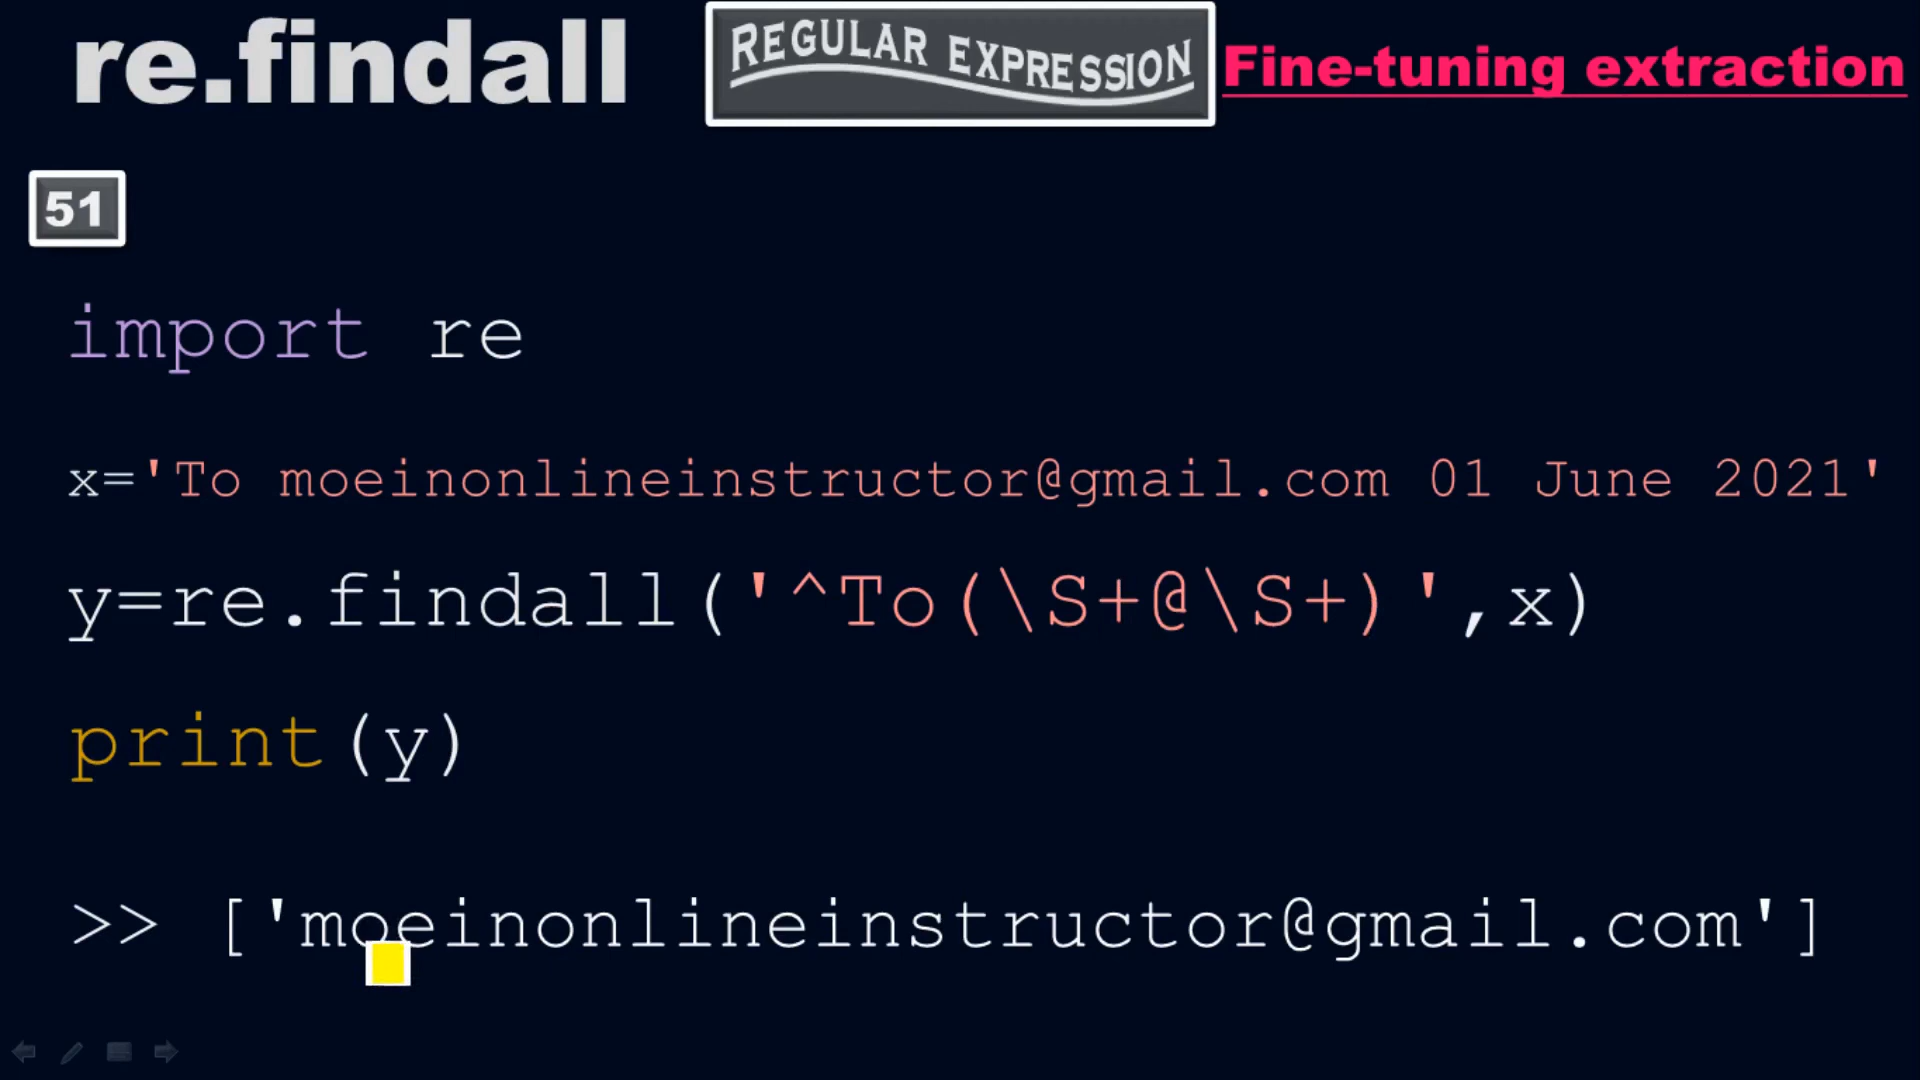 re.findall
REGULAR EXPRESSION
Fine-tuning extraction
51
import re
x='To moeinonlineinstructor@gmail.com 01 June 2021'
y=re.findall('^To(\S+@\S+)',x)
print(y)
>> ['moeinonlineinstructor@gmail.com']